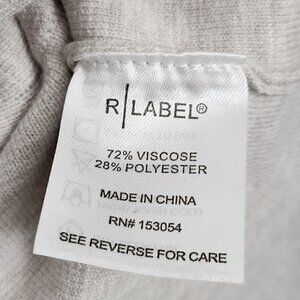 R|LABEL®
72% VISCOSE
28% POLYESTER
MADE IN CHINA
RN# 153054
SEE REVERSE FOR CARE